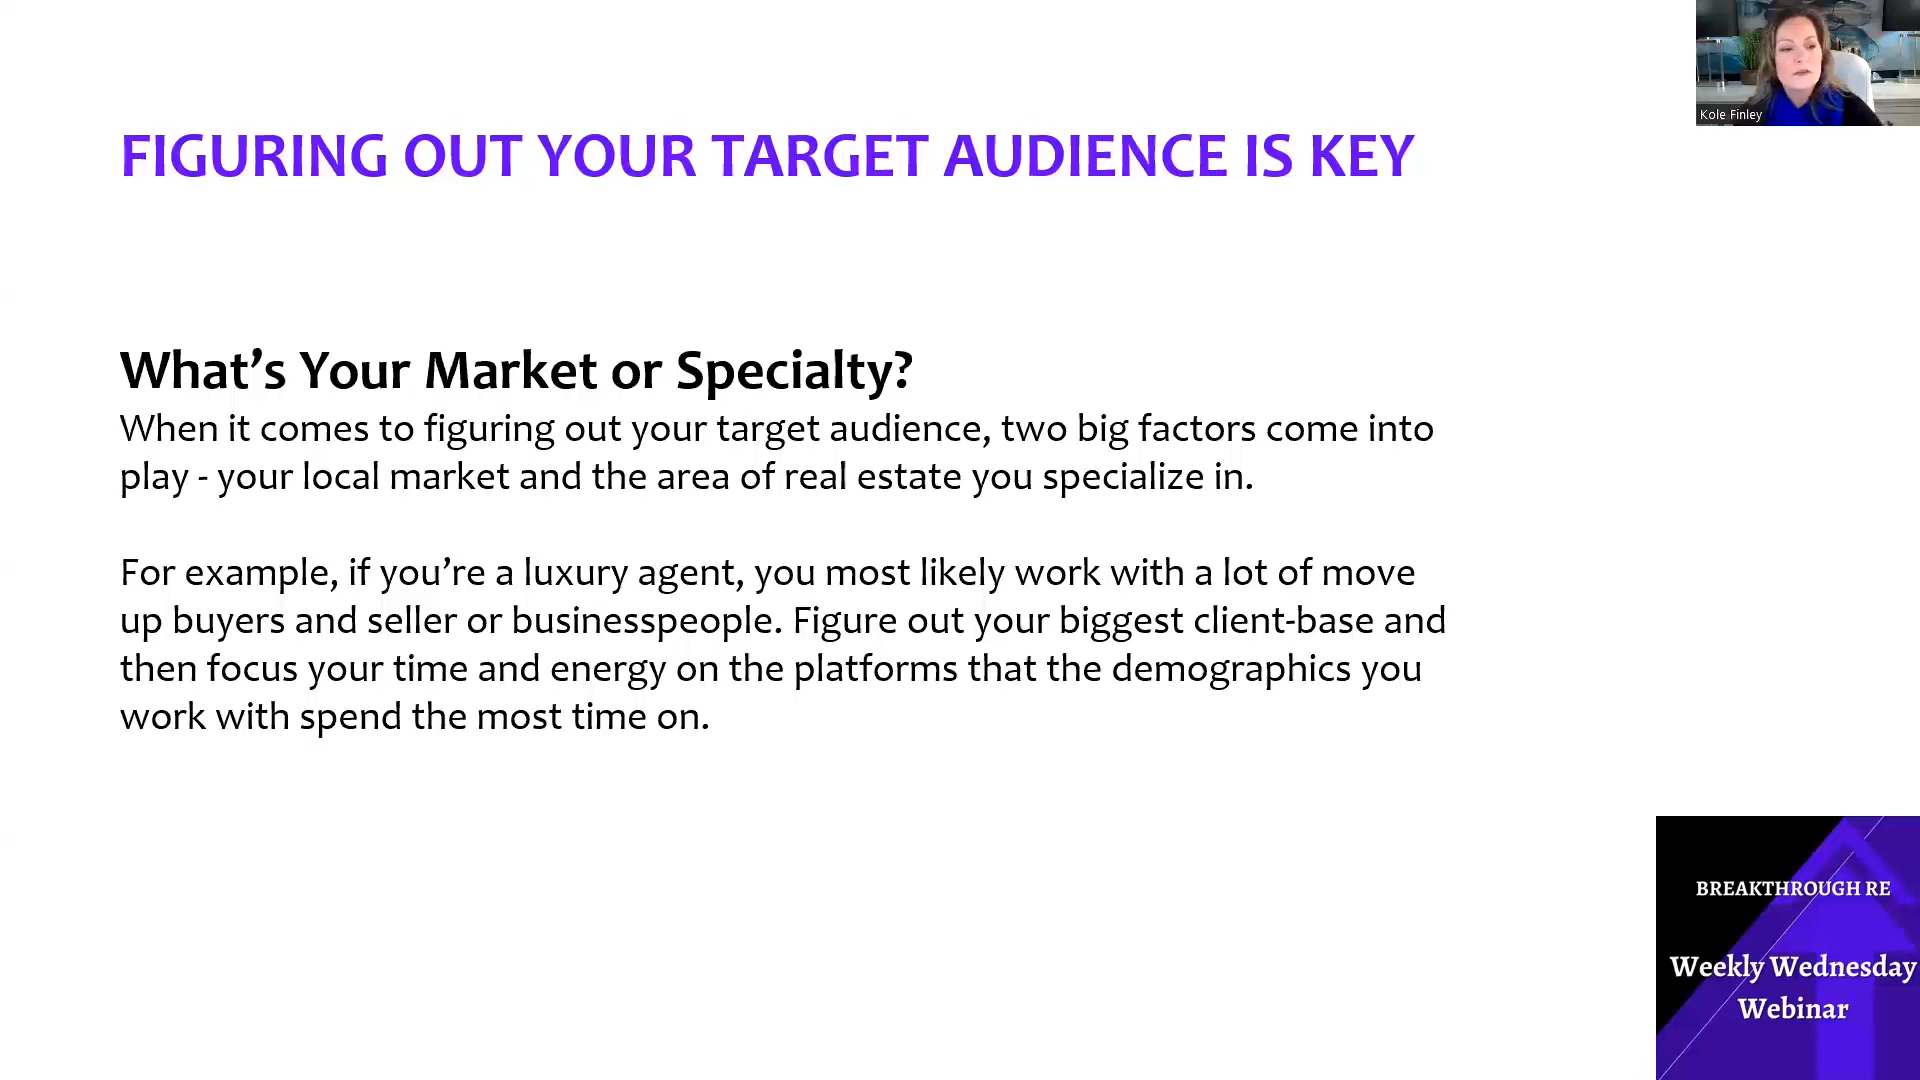 Kole Finley
FIGURING OUT YOUR TARGET AUDIENCE IS KEY
What’s Your Market or Specialty?
When it comes to figuring out your target audience, two big factors come into
play - your local market and the area of real estate you specialize in.
For example, if you’re a luxury agent, you most likely work with a lot of move
up buyers and seller or businesspeople. Figure out your biggest client-base and
then focus your time and energy on the platforms that the demographics you
work with spend the most time on.
BREAKTHROUGH RE
Weekly Wednesday
Webinar